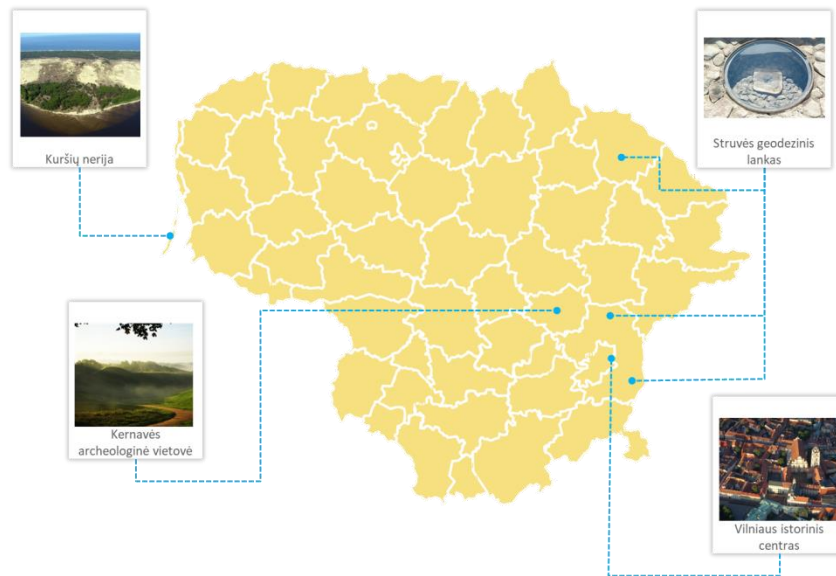 Kuršių nerija
Struvės geodezinis
lankas
Kernavės
archeologinė vietovė
Vilniaus istorinis
centras